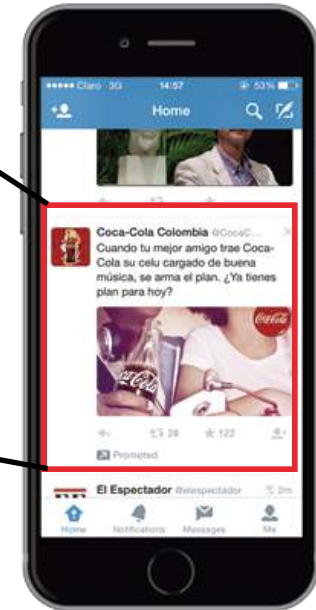 Claro 3G 14:57 53%
Home
Coca-Cola Colombia @CocaC...
Cuando tu mejor amigo trae Coca-
Cola su celu cargado de buena
música, se arma el plan. ¿Ya tienes
plan para hoy?
Coca-Cola
Coca-Cola
28 122
Promoted
El Espectador @elespectador 2m
Home Notifications Messages Me